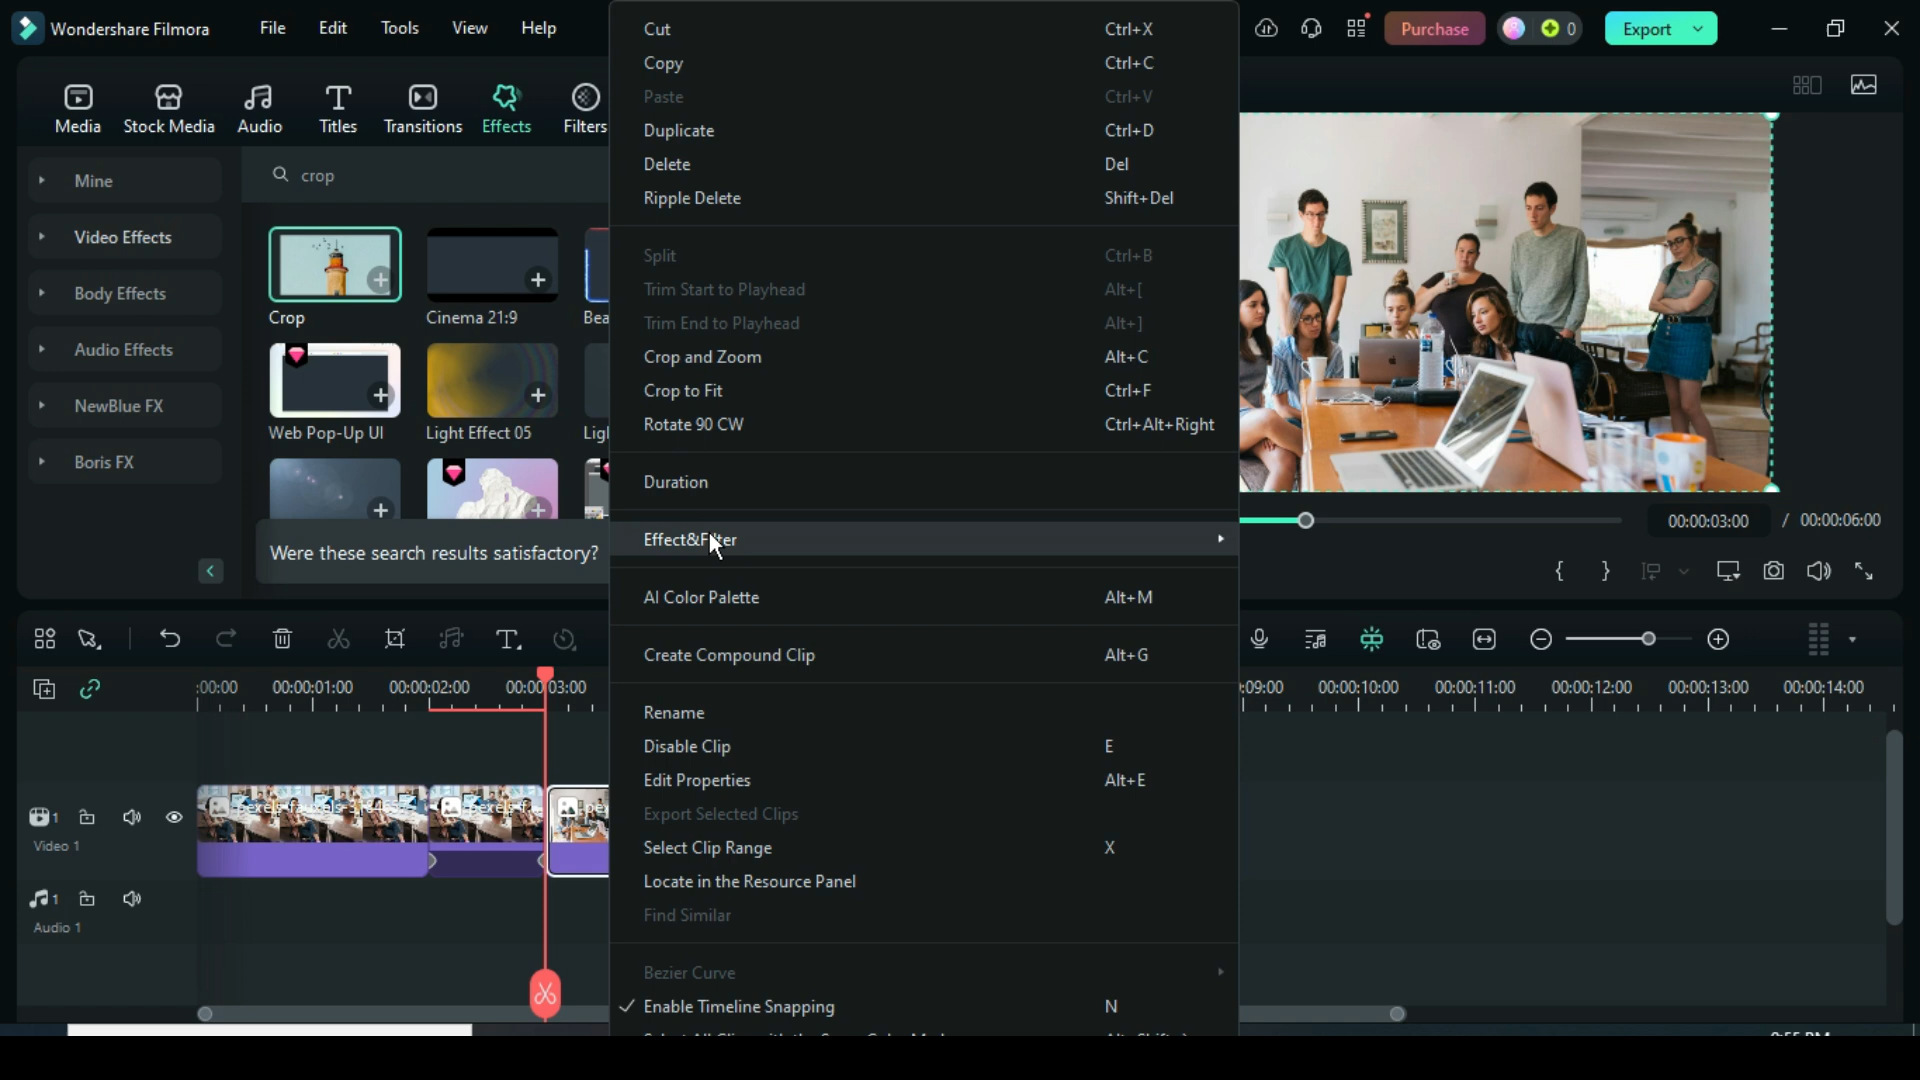 Wondershare Filmora
File
Edit
Tools
View
Help
Purchase
0
Export
Media
Stock Media
Audio
Titles
Transitions
Effects
Filters
Mine
Video Effects
Body Effects
Audio Effects
NewBlue FX
Boris FX
crop
Crop
Cinema 21:9
Bea
Web Pop-Up UI
Light Effect 05
Lig
Were these search results satisfactory?
Cut Ctrl+X
Copy Ctrl+C
Paste Ctrl+V
Duplicate Ctrl+D
Delete Del
Ripple Delete Shift+Del
Split Ctrl+B
Trim Start to Playhead Alt+[
Trim End to Playhead Alt+]
Crop and Zoom Alt+C
Crop to Fit Ctrl+F
Rotate 90 CW Ctrl+Alt+Right
Duration
Effect&Filter
AI Color Palette Alt+M
Create Compound Clip Alt+G
Rename
Disable Clip E
Edit Properties Alt+E
Export Selected Clips
Select Clip Range X
Locate in the Resource Panel
Find Similar
Bezier Curve
Enable Timeline Snapping N
00:00:03:00 / 00:00:06:00
:00:00 00:00:01:00 00:00:02:00 00:00:03:00 :09:00 00:00:10:00 00:00:11:00 00:00:12:00 00:00:13:00 00:00:14:00
1
Video 1
1
Audio 1